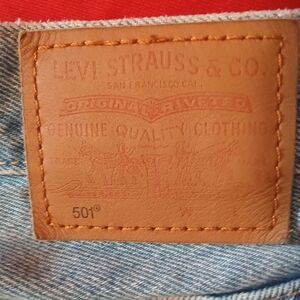 LEVI STRAUSS & CO.
SAN FRANCISCO CAL.
ORIGINAL RIVETED
GENUINE QUALITY CLOTHING
501®